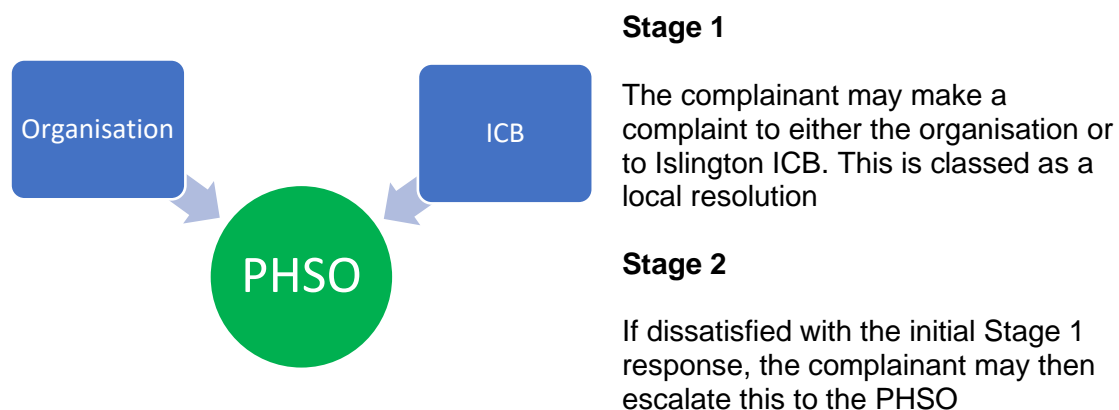 Organisation
ICB
PHSO
Stage 1
The complainant may make a
complaint to either the organisation or
to Islington ICB. This is classed as a
local resolution
Stage 2
If dissatisfied with the initial Stage 1
response, the complainant may then
escalate this to the PHSO